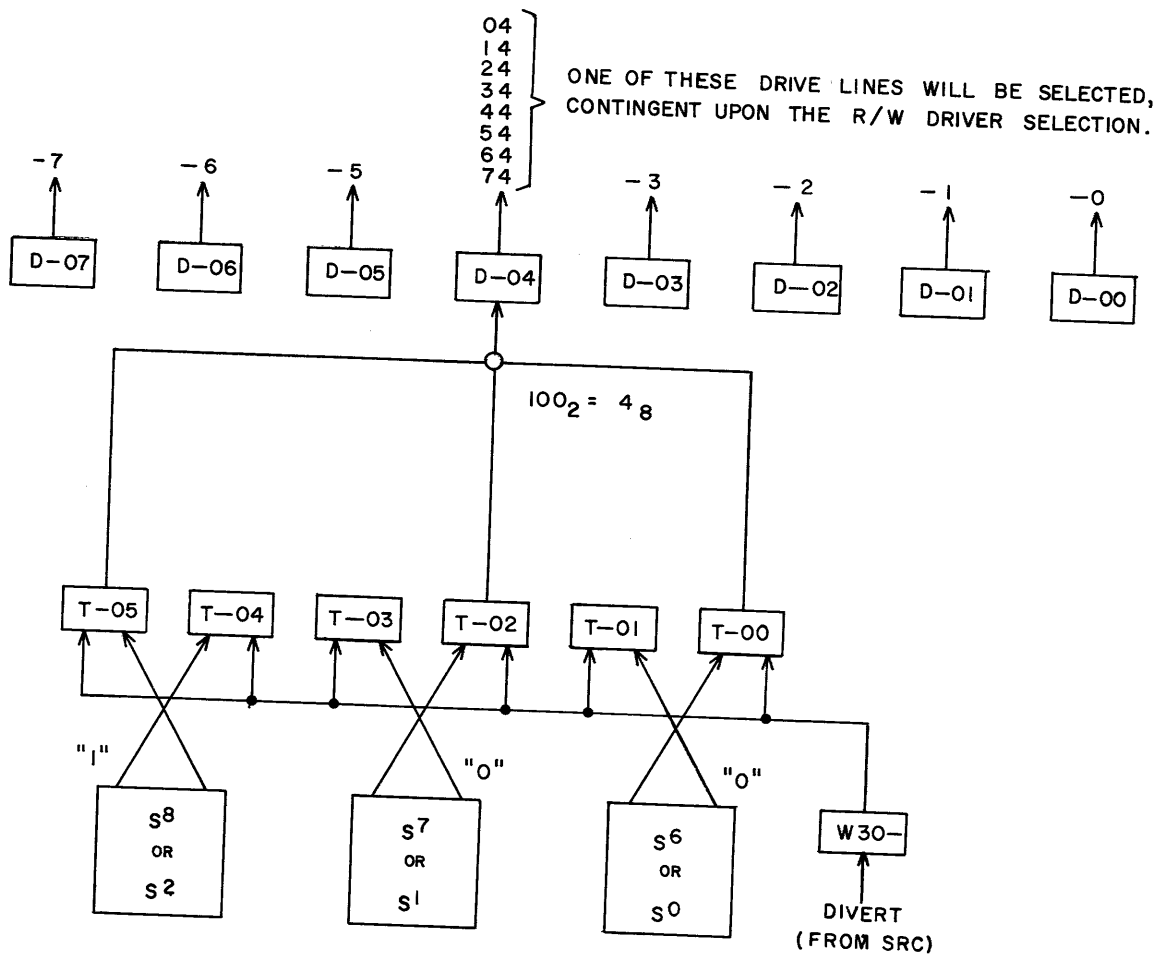 04
14
24
34
44
54
64
74
ONE OF THESE DRIVE LINES WILL BE SELECTED,
CONTINGENT UPON THE R/W DRIVER SELECTION.
-7
-6
-5
-3
-2
-1
-0
D-07
D-06
D-05
D-04
D-03
D-02
D-01
D-00
100₂ = 4₈
T-05
T-04
T-03
T-02
T-01
T-00
"1"
"0"
"0"
S⁸
OR
S²
S⁷
OR
S¹
S⁶
OR
S⁰
W30-
DIVERT
(FROM SRC)